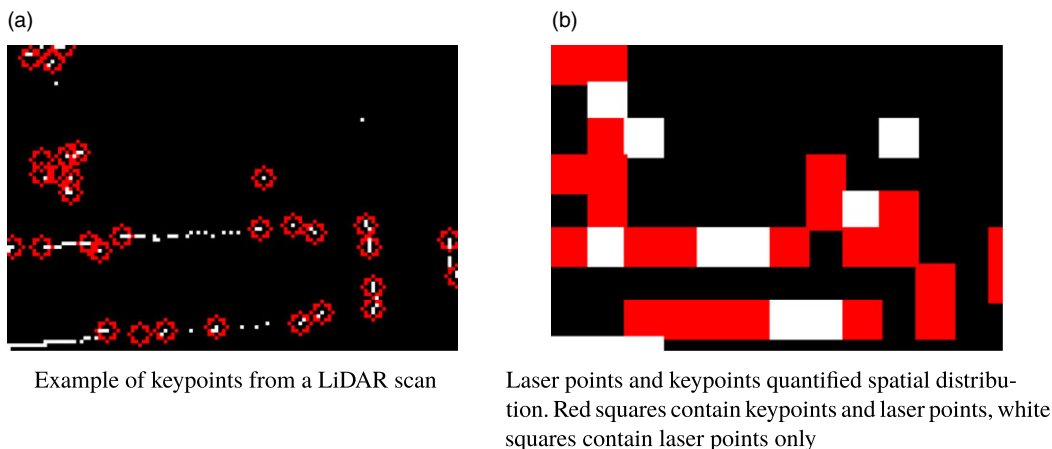 (a)
(b)
Example of keypoints from a LiDAR scan
Laser points and keypoints quantified spatial distribu-
tion. Red squares contain keypoints and laser points, white
squares contain laser points only